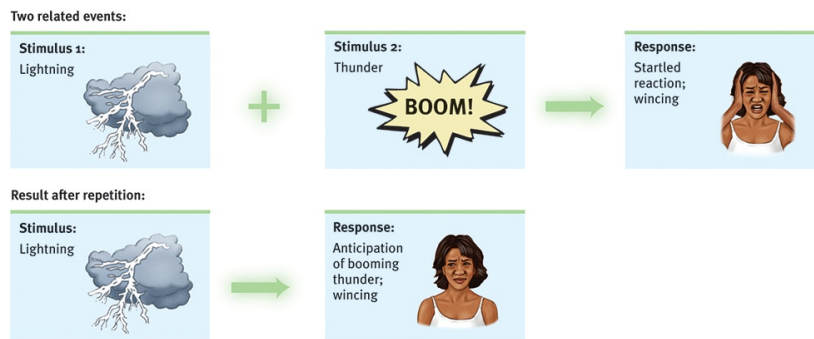 Two related events:
Stimulus 1:
Lightning
Stimulus 2:
Thunder
BOOM!
Response:
Startled
reaction;
wincing
Result after repetition:
Stimulus:
Lightning
Response:
Anticipation
of booming
thunder;
wincing